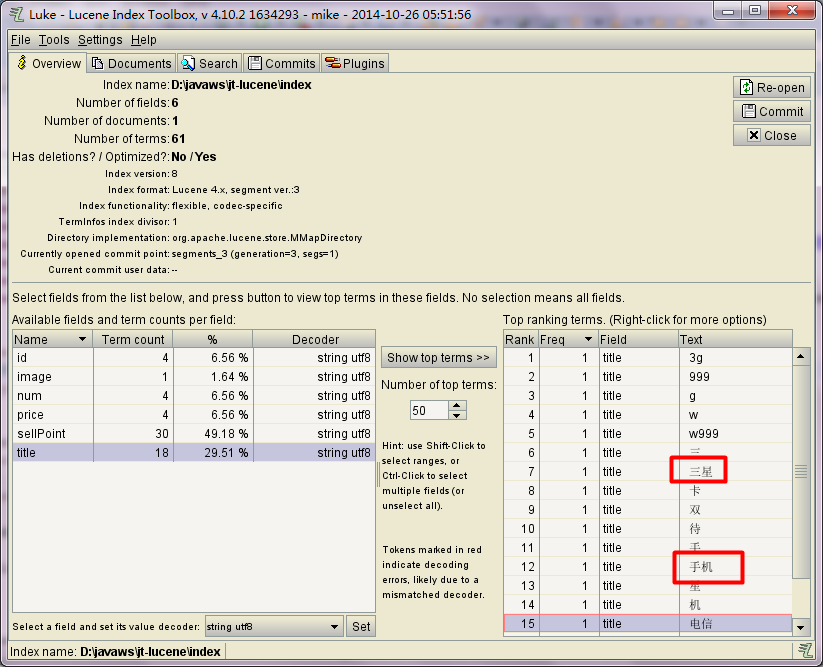 Luke - Lucene Index Toolbox, v 4.10.2 1634293 - mike - 2014-10-26 05:51:56
File Tools Settings Help
Overview Documents Search Commits Plugins
Index name: D:\javaws\jt-lucene\index
Number of fields: 6
Number of documents: 1
Number of terms: 61
Has deletions? / Optimized?: No / Yes
Index version: 8
Index format: Lucene 4.x, segment ver.:3
Index functionality: flexible, codec-specific
TermInfos index divisor: 1
Directory implementation: org.apache.lucene.store.MMapDirectory
Currently opened commit point: segments_3 (generation=3, segs=1)
Current commit user data: --
Re-open
Commit
Close
Select fields from the list below, and press button to view top terms in these fields. No selection means all fields.
Available fields and term counts per field:
Name Term count % Decoder
id 4 6.56 % string utf8
image 1 1.64 % string utf8
num 4 6.56 % string utf8
price 4 6.56 % string utf8
sellPoint 30 49.18 % string utf8
title 18 29.51 % string utf8
Select a field and set its value decoder: string utf8 Set
Show top terms >>
Number of top terms:
50
Hint: use Shift-Click to
select ranges, or
Ctrl-Click to select
multiple fields (or
unselect all).
Tokens marked in red
indicate decoding
errors, likely due to a
mismatched decoder.
Top ranking terms. (Right-click for more options)
Rank Freq Field Text
1 1 title 3g
2 1 title 999
3 1 title g
4 1 title w
5 1 title w999
6 1 title 三
7 1 title 三星
8 1 title 卡
9 1 title 双
10 1 title 待
11 1 title 手
12 1 title 手机
13 1 title 星
14 1 title 机
15 1 title 电信
Index name: D:\javaws\jt-lucene\index